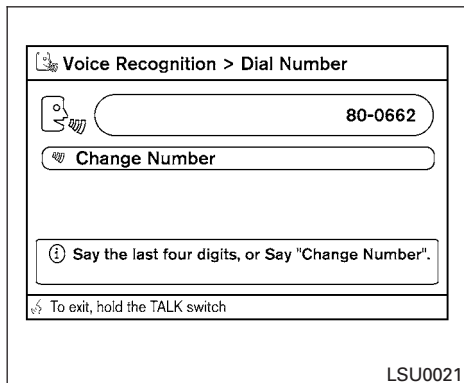 Voice Recognition > Dial Number
80-0662
Change Number
Say the last four digits, or Say "Change Number".
To exit, hold the TALK switch
LSU0021